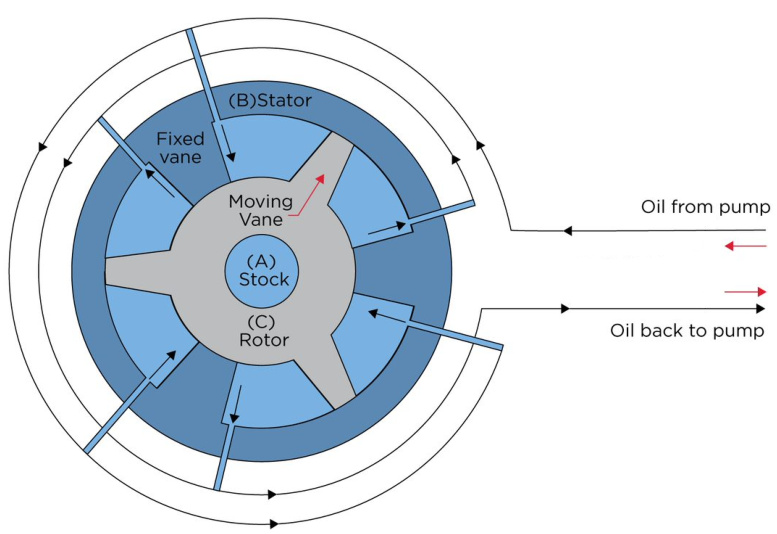 (B)Stator
Fixed
vane
Moving
Vane
(A)
Stock
(C)
Rotor
Oil from pump
Oil back to pump